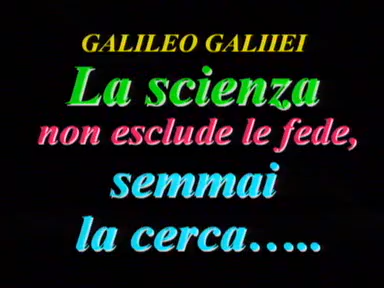 GALILEO GALIIEI
La scienza
non esclude le fede,
semmai
la cerca.....